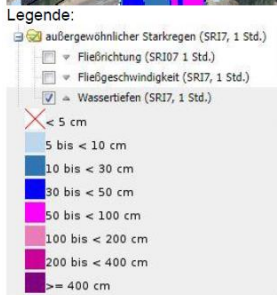 Legende:
außergewöhnlicher Starkregen (SRI7, 1 Std.)
Fließrichtung (SRI07 1 Std.)
Fließgeschwindigkeit (SRI7, 1 Std.)
Wassertiefen (SRI7, 1 Std.)
< 5 cm
5 bis < 10 cm
10 bis < 30 cm
30 bis < 50 cm
50 bis < 100 cm
100 bis < 200 cm
200 bis < 400 cm
>= 400 cm